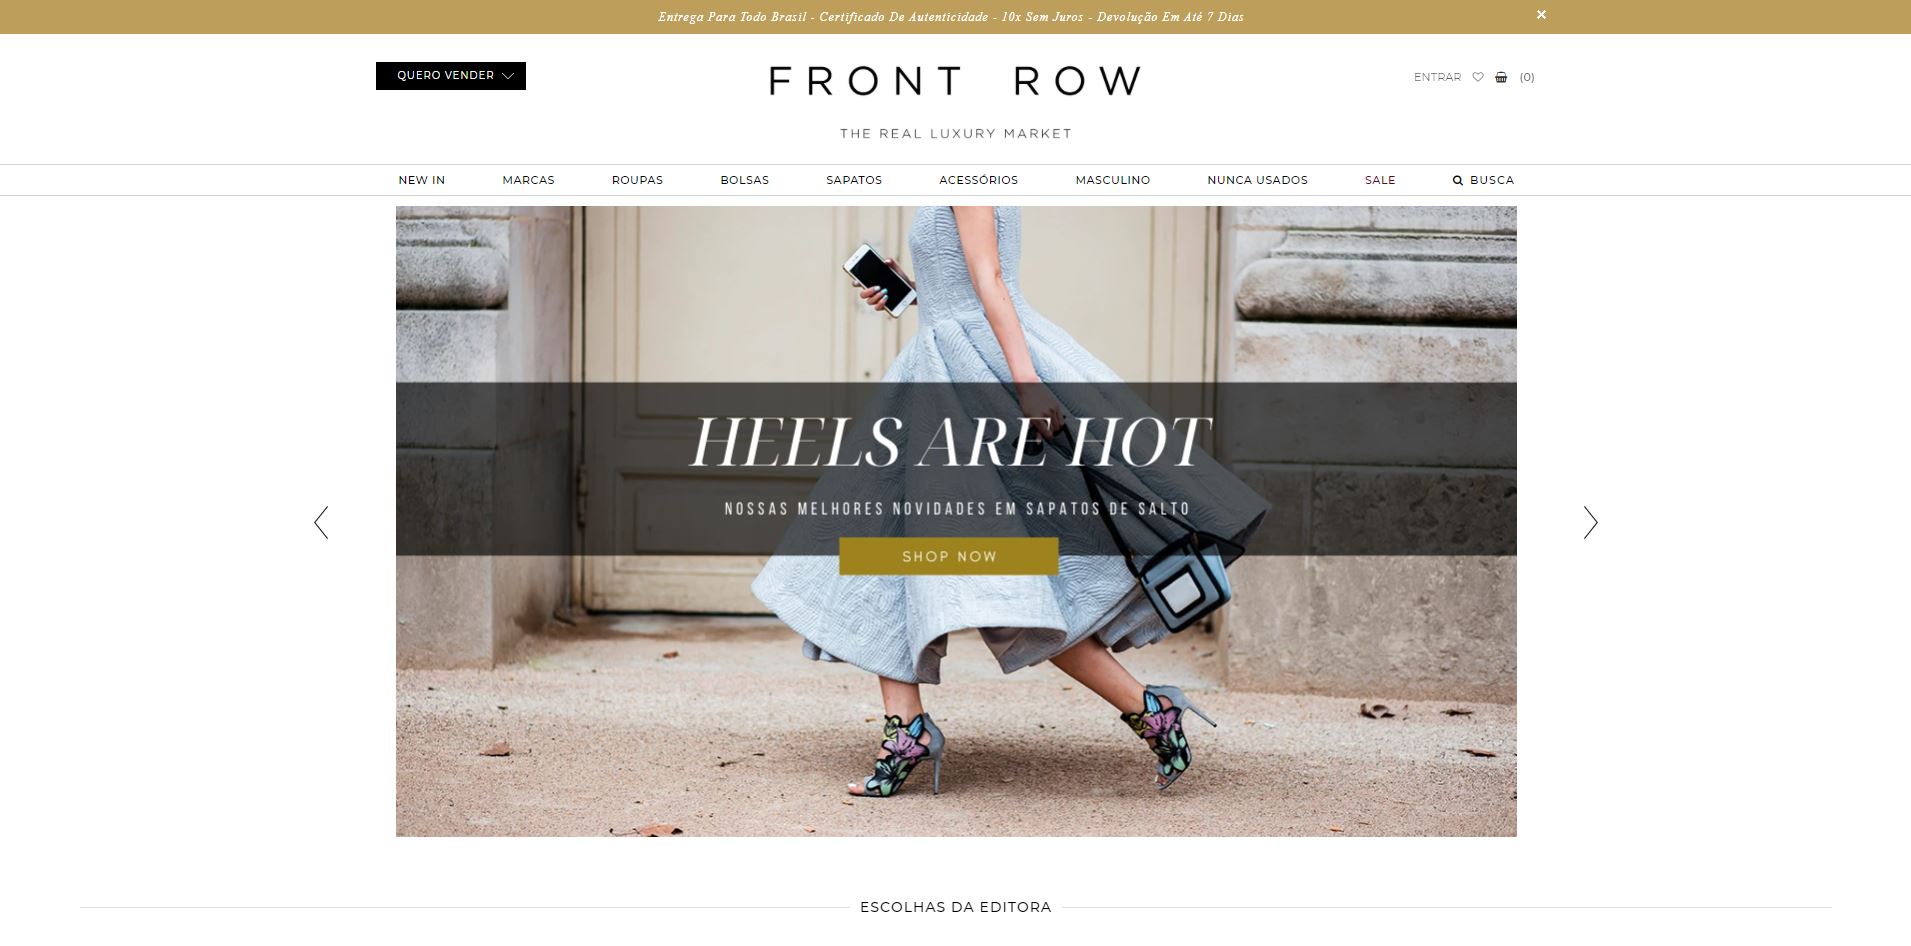 Entrega Para Todo Brasil - Certificado De Autenticidade - 10x Sem Juros - Devolução Em Até 7 Dias
QUERO VENDER
FRONT ROW
ENTRAR (0)
THE REAL LUXURY MARKET
NEW IN MARCAS ROUPAS BOLSAS SAPATOS ACESSÓRIOS MASCULINO NUNCA USADOS SALE BUSCA
HEELS ARE HOT
NOSSAS MELHORES NOVIDADES EM SAPATOS DE SALTO
SHOP NOW
ESCOLHAS DA EDITORA